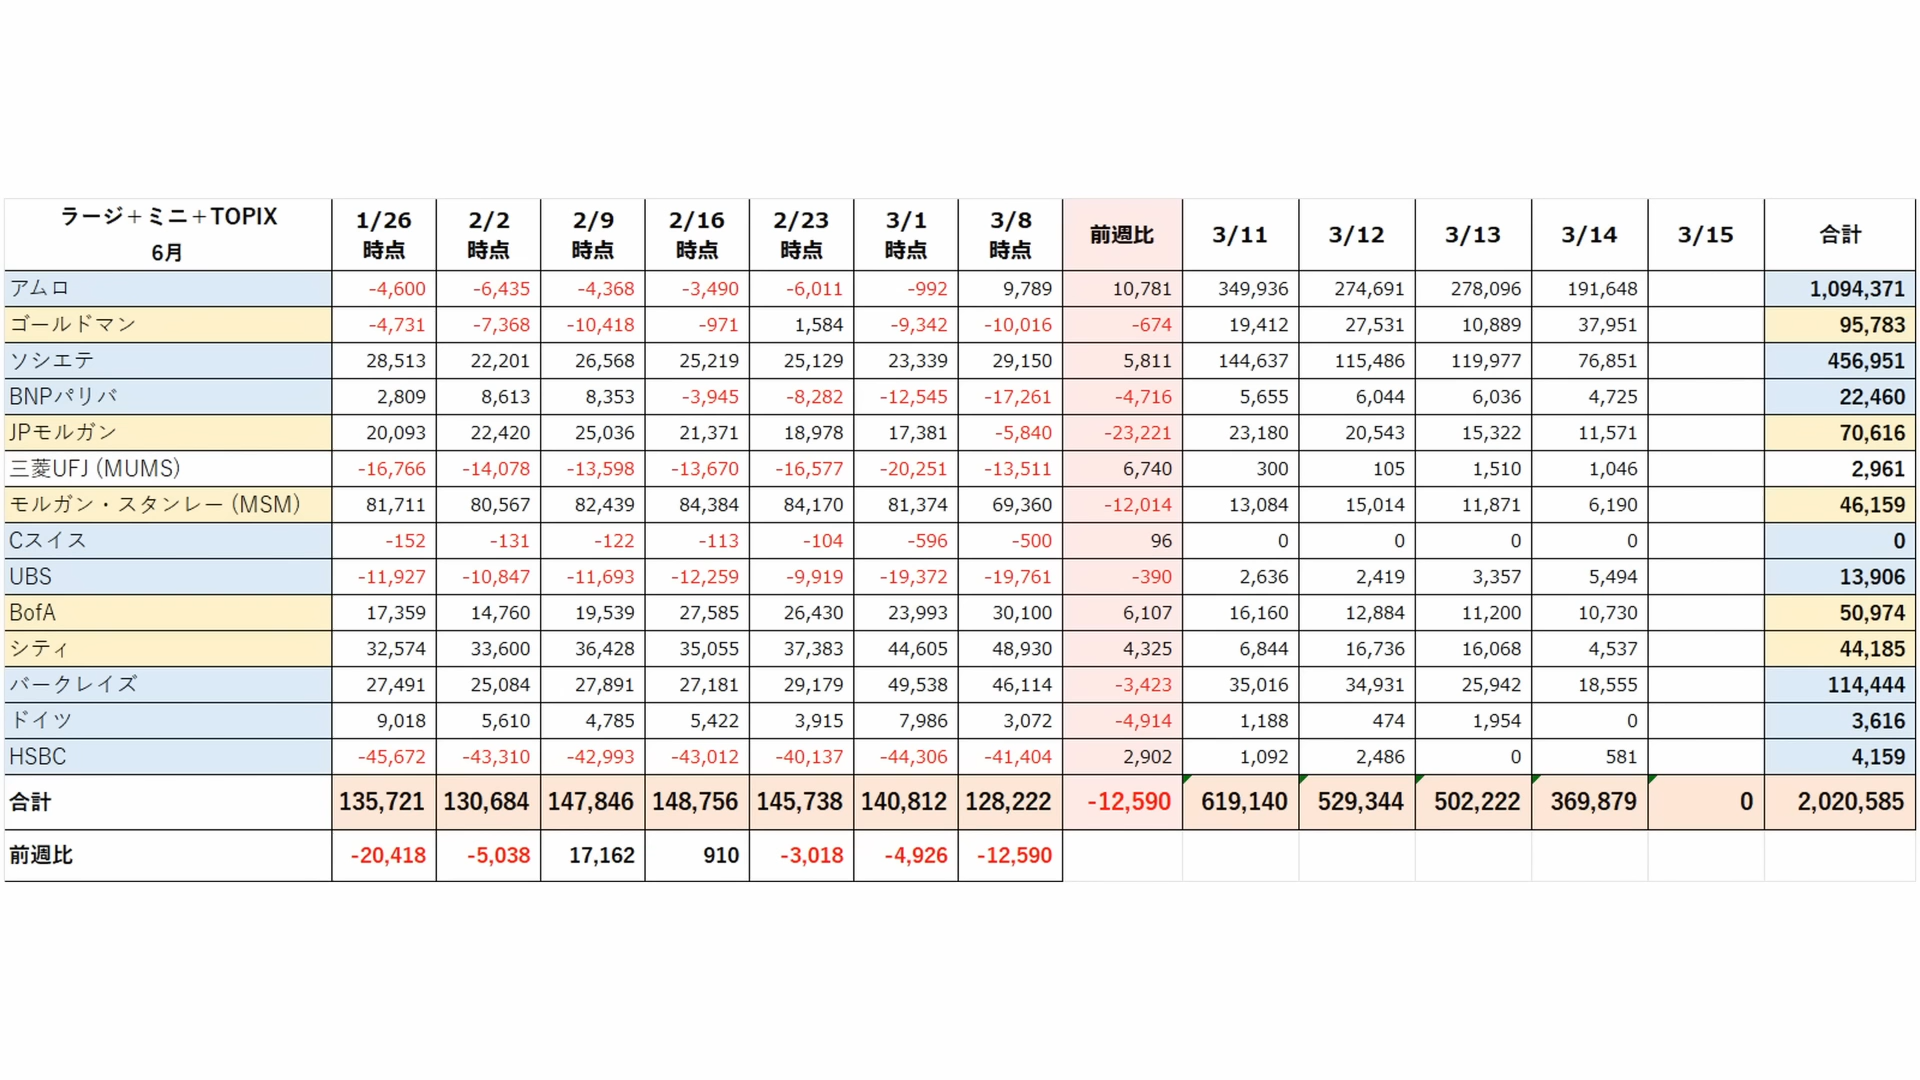 ラージ＋ミニ＋TOPIX 6月 1/26時点 2/2時点 2/9時点 2/16時点 2/23時点 3/1時点 3/8時点 前週比 3/11 3/12 3/13 3/14 3/15 合計
アムロ -4,600 -6,435 -4,368 -3,490 -6,011 -992 9,789 10,781 349,936 274,691 278,096 191,648 1,094,371
ゴールドマン -4,731 -7,368 -10,418 -971 1,584 -9,342 -10,016 -674 19,412 27,531 10,889 37,951 95,783
ソシエテ 28,513 22,201 26,568 25,219 25,129 23,339 29,150 5,811 144,637 115,486 119,977 76,851 456,951
BNPパリバ 2,809 8,613 8,353 -3,945 -8,282 -12,545 -17,261 -4,716 5,655 6,044 6,036 4,725 22,460
JPモルガン 20,093 22,420 25,036 21,371 18,978 17,381 -5,840 -23,221 23,180 20,543 15,322 11,571 70,616
三菱UFJ (MUMS) -16,766 -14,078 -13,598 -13,670 -16,577 -20,251 -13,511 6,740 300 105 1,510 1,046 2,961
モルガン・スタンレー (MSM) 81,711 80,567 82,439 84,384 84,170 81,374 69,360 -12,014 13,084 15,014 11,871 6,190 46,159
Cスイス -152 -131 -122 -113 -104 -596 -500 96 0 0 0 0 0
UBS -11,927 -10,847 -11,693 -12,259 -9,919 -19,372 -19,761 -390 2,636 2,419 3,357 5,494 13,906
BofA 17,359 14,760 19,539 27,585 26,430 23,993 30,100 6,107 16,160 12,884 11,200 10,730 50,974
シティ 32,574 33,600 36,428 35,055 37,383 44,605 48,930 4,325 6,844 16,736 16,068 4,537 44,185
バークレイズ 27,491 25,084 27,891 27,181 29,179 49,538 46,114 -3,423 35,016 34,931 25,942 18,555 114,444
ドイツ 9,018 5,610 4,785 5,422 3,915 7,986 3,072 -4,914 1,188 474 1,954 0 3,616
HSBC -45,672 -43,310 -42,993 -43,012 -40,137 -44,306 -41,404 2,902 1,092 2,486 0 581 4,159
合計 135,721 130,684 147,846 148,756 145,738 140,812 128,222 -12,590 619,140 529,344 502,222 369,879 0 2,020,585
前週比 -20,418 -5,038 17,162 910 -3,018 -4,926 -12,590